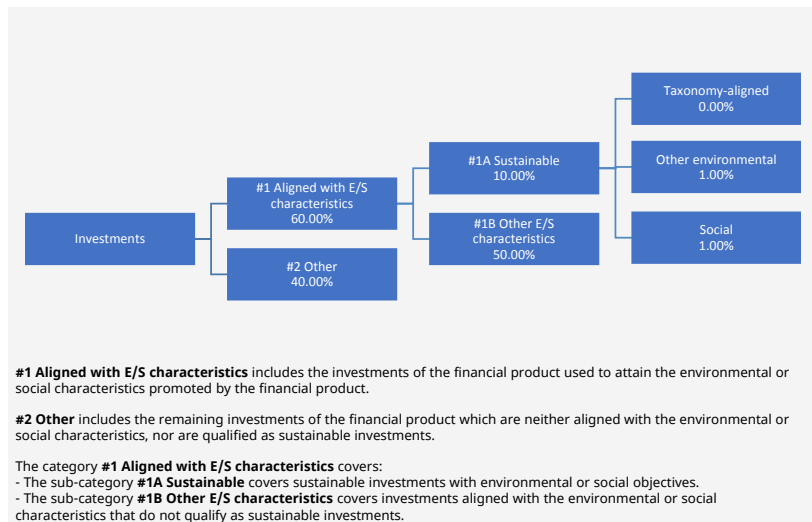 Taxonomy-aligned
0.00%
#1A Sustainable
10.00%
Other environmental
1.00%
#1 Aligned with E/S
characteristics
60.00%
Investments
#1B Other E/S
characteristics
50.00%
Social
1.00%
#2 Other
40.00%
#1 Aligned with E/S characteristics includes the investments of the financial product used to attain the environmental or
social characteristics promoted by the financial product.
#2 Other includes the remaining investments of the financial product which are neither aligned with the environmental or
social characteristics, nor are qualified as sustainable investments.
The category #1 Aligned with E/S characteristics covers:
- The sub-category #1A Sustainable covers sustainable investments with environmental or social objectives.
- The sub-category #1B Other E/S characteristics covers investments aligned with the environmental or social
characteristics that do not qualify as sustainable investments.